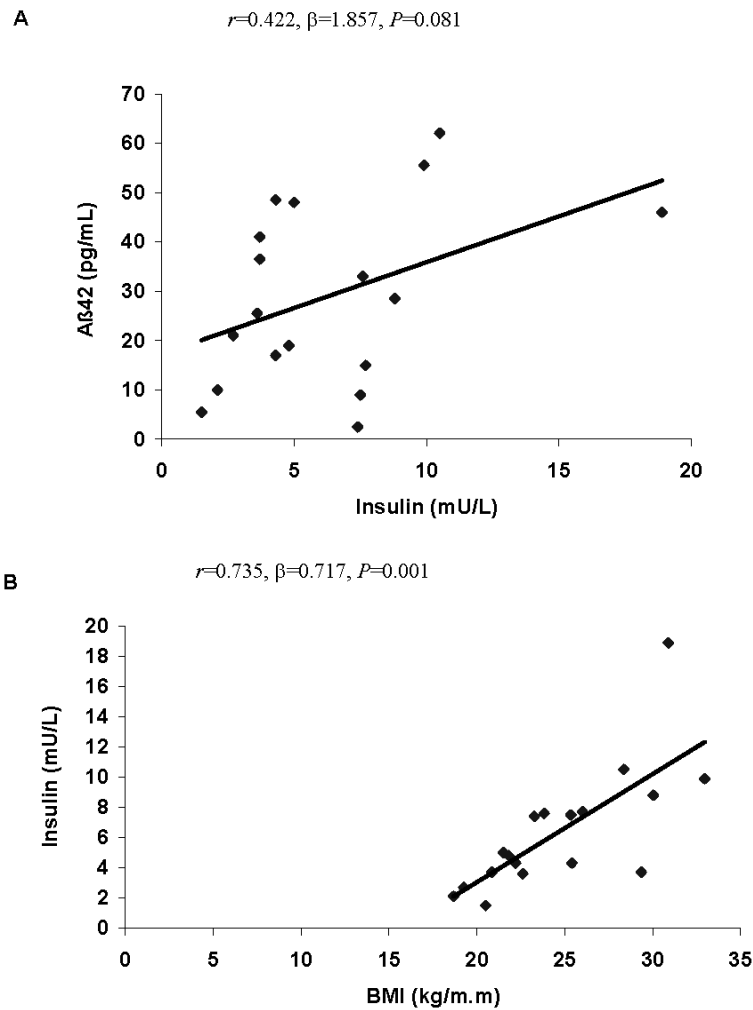 A
r=0.422, β=1.857, P=0.081
70
60
50
40
30
20
10
0
Aß42 (pg/mL)
0 5 10 15 20
Insulin (mU/L)
r=0.735, β=0.717, P=0.001
B
20
18
16
14
12
10
8
6
4
2
0
Insulin (mU/L)
0 5 10 15 20 25 30 35
BMI (kg/m.m)